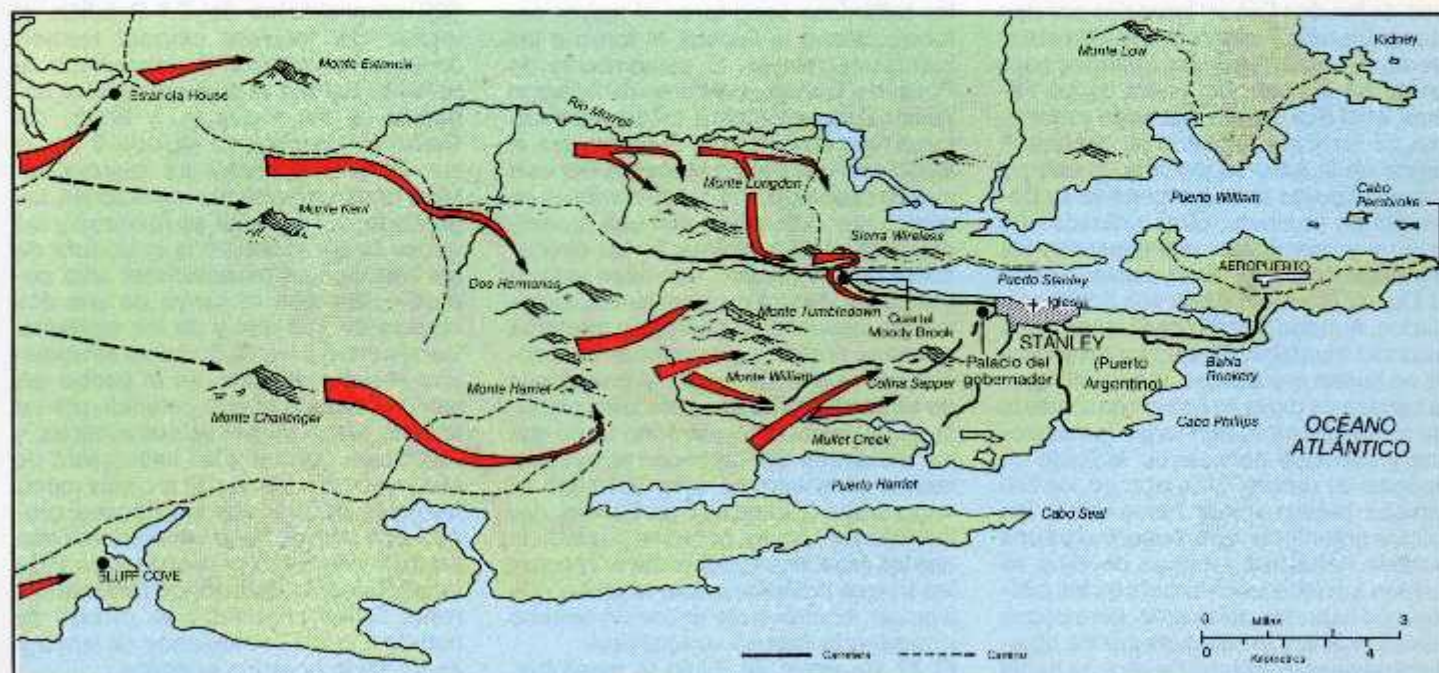 Monte Low
Kidney
Monte Estancia
Estancia House
Río Murrell
Monte Longdon
Puerto William
Cabo
Pembroke
Monte Kent
Sierra Wireless
AEROPUERTO
Puerto Stanley
Iglesia
Dos Hermanas
Monte Tumbledown
Cuartel
Moody Brook
STANLEY
(Puerto
Argentino)
Palacio del
gobernador
Bahía
Rookery
Monte William
Colina Sapper
Monte Harriet
Monte Challenger
Cabo Phillips
OCÉANO
ATLÁNTICO
Mullet Creek
Puerto Harriet
Cabo Seal
BLUFF COVE
0 Millas 3
0 Kilometros 4
Carretera
Camino